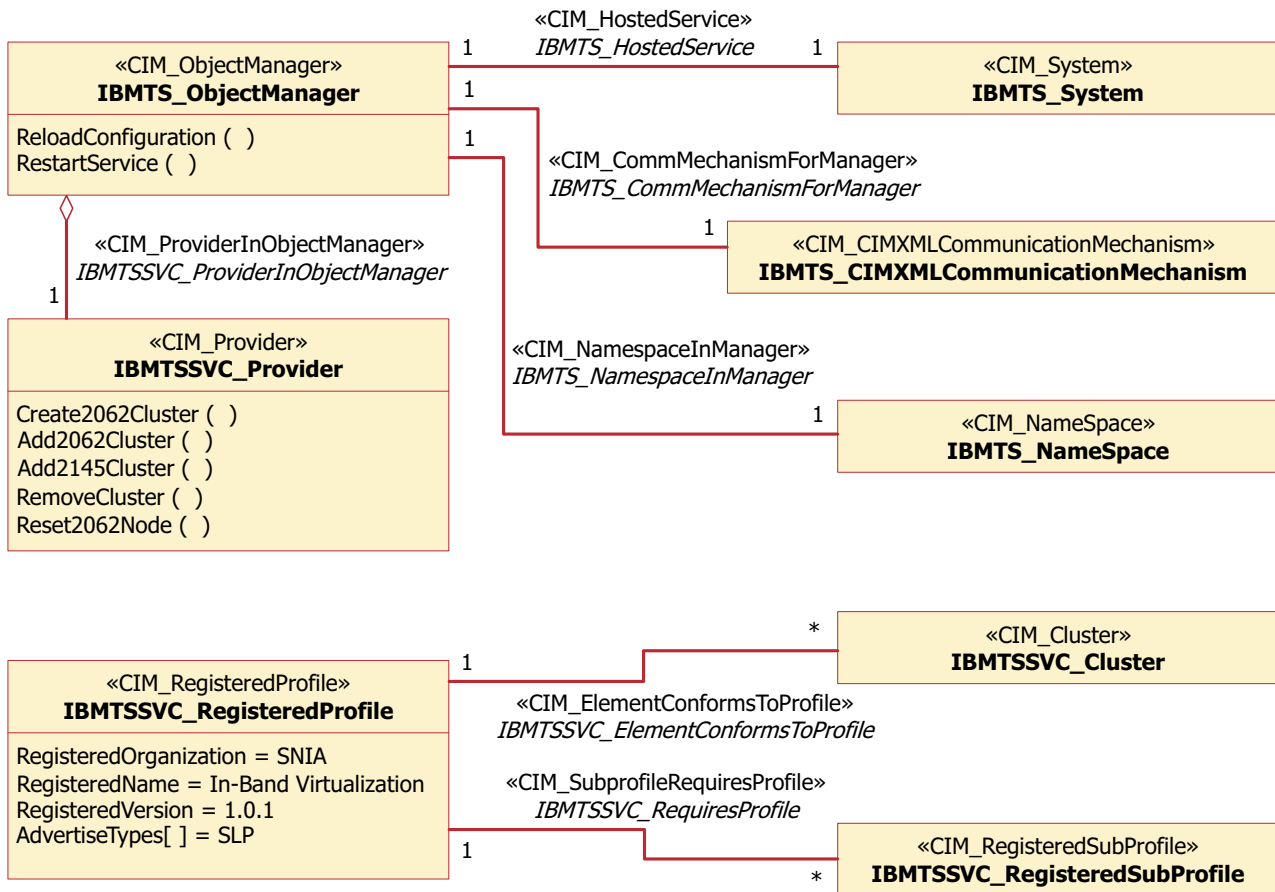 «CIM_HostedService»
1 IBMTS_HostedService 1
«CIM_ObjectManager»
IBMTS_ObjectManager
«CIM_System»
IBMTS_System
1
ReloadConfiguration ( )
RestartService ( )
1
«CIM_CommMechanismForManager»
IBMTS_CommMechanismForManager
1
«CIM_CIMXMLCommunicationMechanism»
IBMTS_CIMXMLCommunicationMechanism
«CIM_ProviderInObjectManager»
IBMTSSVC_ProviderInObjectManager
1
«CIM_Provider»
IBMTSSVC_Provider
«CIM_NamespaceInManager»
IBMTS_NamespaceInManager
1
«CIM_NameSpace»
IBMTS_NameSpace
Create2062Cluster ( )
Add2062Cluster ( )
Add2145Cluster ( )
RemoveCluster ( )
Reset2062Node ( )
*
«CIM_Cluster»
IBMTSSVC_Cluster
1
«CIM_RegisteredProfile»
IBMTSSVC_RegisteredProfile
«CIM_ElementConformsToProfile»
IBMTSSVC_ElementConformsToProfile
RegisteredOrganization = SNIA
RegisteredName = In-Band Virtualization
RegisteredVersion = 1.0.1
AdvertiseTypes[ ] = SLP
«CIM_SubprofileRequiresProfile»
IBMTSSVC_RequiresProfile
1
*
«CIM_RegisteredSubProfile»
IBMTSSVC_RegisteredSubProfile